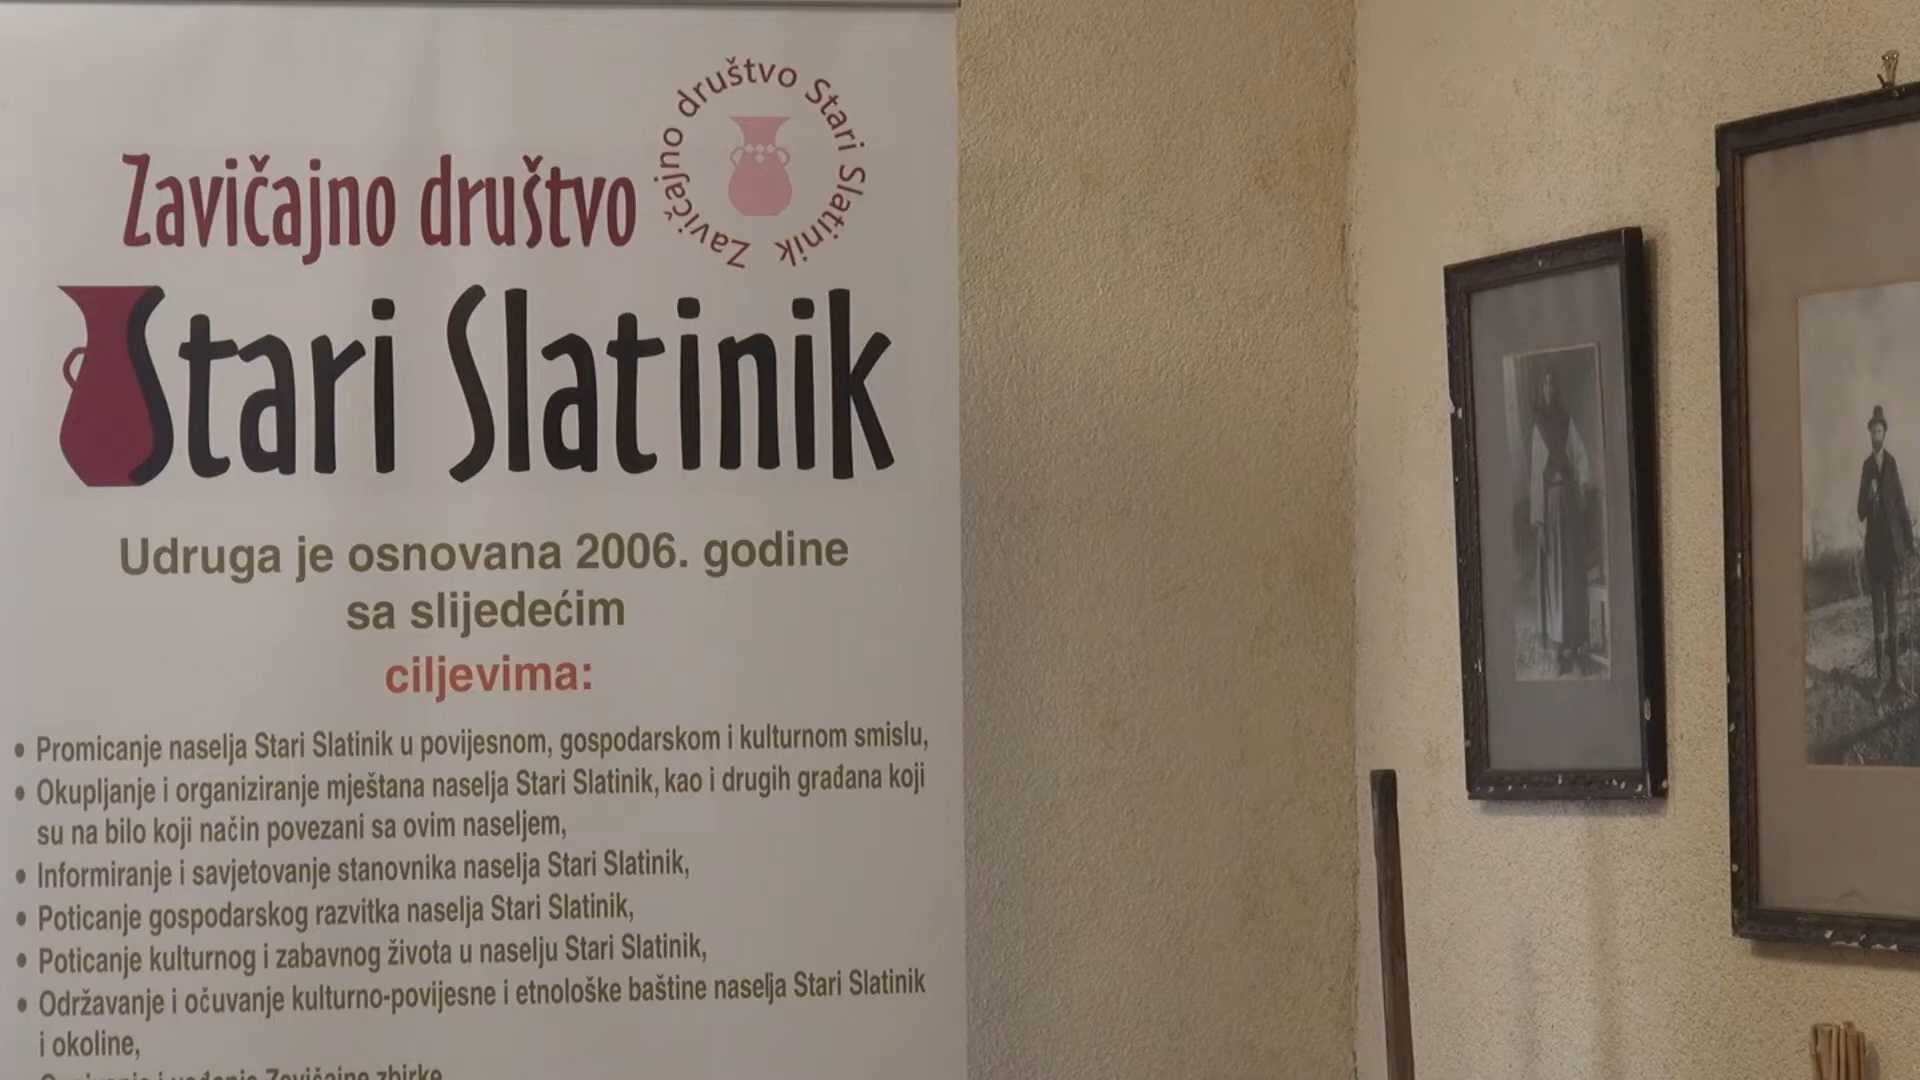 Zavičajno društvo Stari Slatinik
Zavičajno društvo
Stari Slatinik
Udruga je osnovana 2006. godine
sa slijedećim
ciljevima:
• Promicanje naselja Stari Slatinik u povijesnom, gospodarskom i kulturnom smislu,
• Okupljanje i organiziranje mještana naselja Stari Slatinik, kao i drugih građana koji
su na bilo koji način povezani sa ovim naseljem,
• Informiranje i savjetovanje stanovnika naselja Stari Slatinik,
• Poticanje gospodarskog razvitka naselja Stari Slatinik,
• Poticanje kulturnog i zabavnog života u naselju Stari Slatinik,
• Održavanje i očuvanje kulturno-povijesne i etnološke baštine naselja Stari Slatinik
i okoline,
i vođenje Zavičajne zbirke